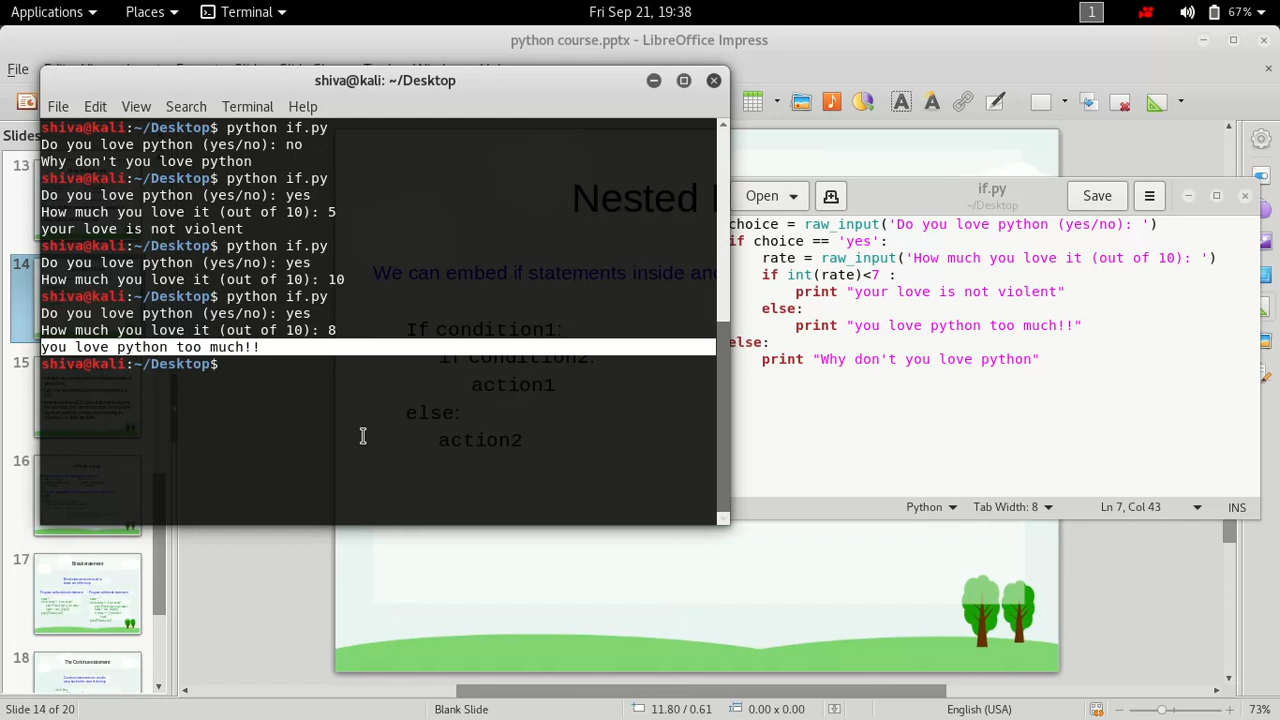 Applications Places Terminal Fri Sep 21, 19:38 1 67%
python course.pptx - LibreOffice Impress
File
shiva@kali: ~/Desktop
File Edit View Search Terminal Help
Slides
shiva@kali:~/Desktop$ python if.py
Do you love python (yes/no): no
Why don't you love python
shiva@kali:~/Desktop$ python if.py
Do you love python (yes/no): yes
How much you love it (out of 10): 5
your love is not violent
shiva@kali:~/Desktop$ python if.py
Do you love python (yes/no): yes
How much you love it (out of 10): 10
shiva@kali:~/Desktop$ python if.py
Do you love python (yes/no): yes
How much you love it (out of 10): 8
you love python too much!!
shiva@kali:~/Desktop$
Nested
We can embed if statements inside
If condition1:
if condition2:
action1
else:
action2
Open if.py Save
~/Desktop
choice = raw_input('Do you love python (yes/no): ')
if choice == 'yes':
rate = raw_input('How much you love it (out of 10): ')
if int(rate)<7 :
print "your love is not violent"
else:
print "you love python too much!!"
else:
print "Why don't you love python"
Python Tab Width: 8 Ln 7, Col 43 INS
13
14
15
16
17
Break statement
18
The Continue statement
Slide 14 of 20 Blank Slide 11.80 / 0.61 0.00 x 0.00 English (USA) 73%